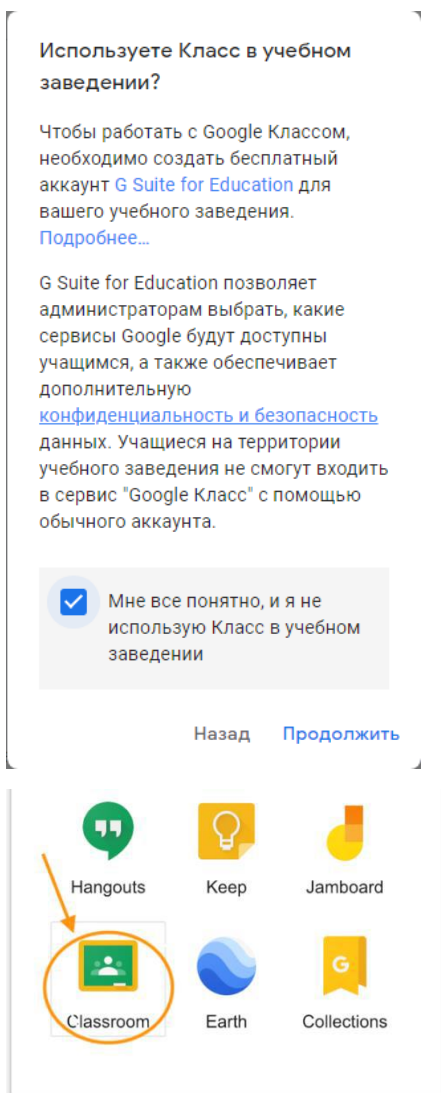 Используете Класс в учебном
заведении?
Чтобы работать с Google Классом,
необходимо создать бесплатный
аккаунт G Suite for Education для
вашего учебного заведения.
Подробнее…
G Suite for Education позволяет
администраторам выбрать, какие
сервисы Google будут доступны
учащимся, а также обеспечивает
дополнительную
конфиденциальность и безопасность
данных. Учащиеся на территории
учебного заведения не смогут входить
в сервис "Google Класс" с помощью
обычного аккаунта.
Мне все понятно, и я не
использую Класс в учебном
заведении
Назад Продолжить
Hangouts Keep Jamboard
G
Classroom Earth Collections